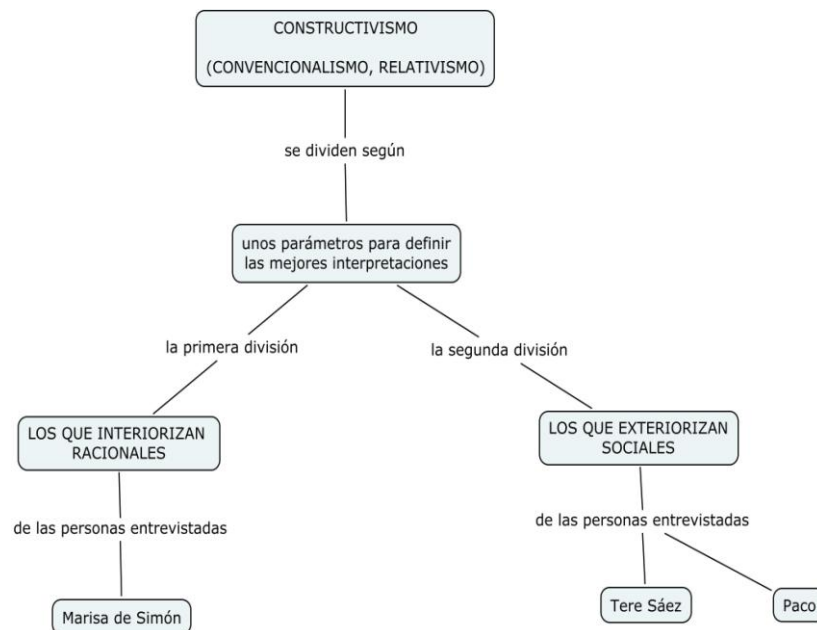 CONSTRUCTIVISMO
(CONVENCIONALISMO, RELATIVISMO)
se dividen según
unos parámetros para definir
las mejores interpretaciones
la primera división
la segunda división
LOS QUE INTERIORIZAN
RACIONALES
LOS QUE EXTERIORIZAN
SOCIALES
de las personas entrevistadas
de las personas entrevistadas
Marisa de Simón
Tere Sáez
Paco